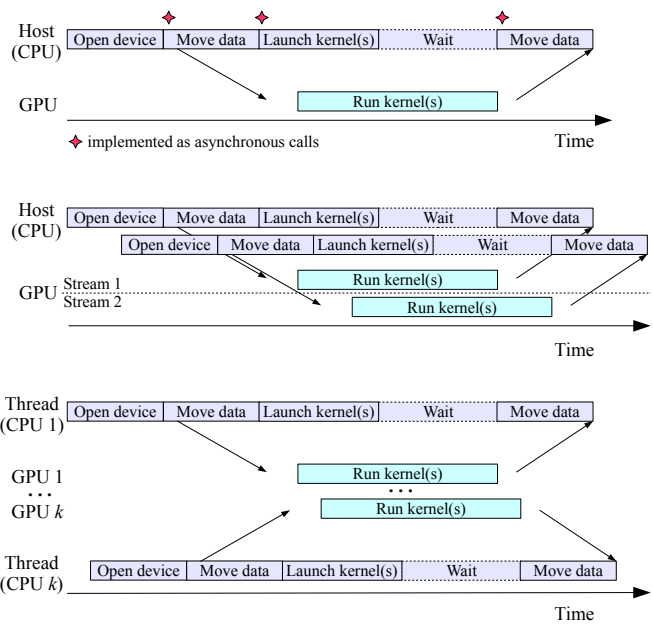 Host
(CPU)
Open device Move data Launch kernel(s) Wait Move data
GPU
Run kernel(s)
implemented as asynchronous calls
Time
Host
(CPU)
Open device Move data Launch kernel(s) Wait Move data
Open device Move data Launch kernel(s) Wait Move data
GPU
Stream 1
Run kernel(s)
Stream 2
Run kernel(s)
Time
Thread
(CPU 1)
Open device Move data Launch kernel(s) Wait Move data
GPU 1
Run kernel(s)
... ...
GPU k
Run kernel(s)
Thread
(CPU k)
Open device Move data Launch kernel(s) Wait Move data
Time